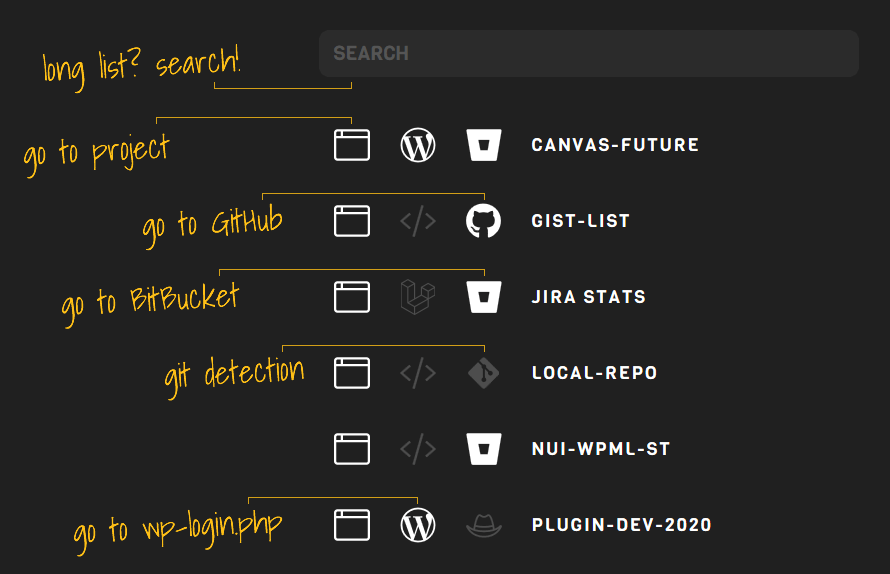 long list? search!
SEARCH
go to project
CANVAS-FUTURE
go to GitHub
GIST-LIST
go to BitBucket
JIRA STATS
git detection
LOCAL-REPO
NUI-WPML-ST
go to wp-login.php
PLUGIN-DEV-2020